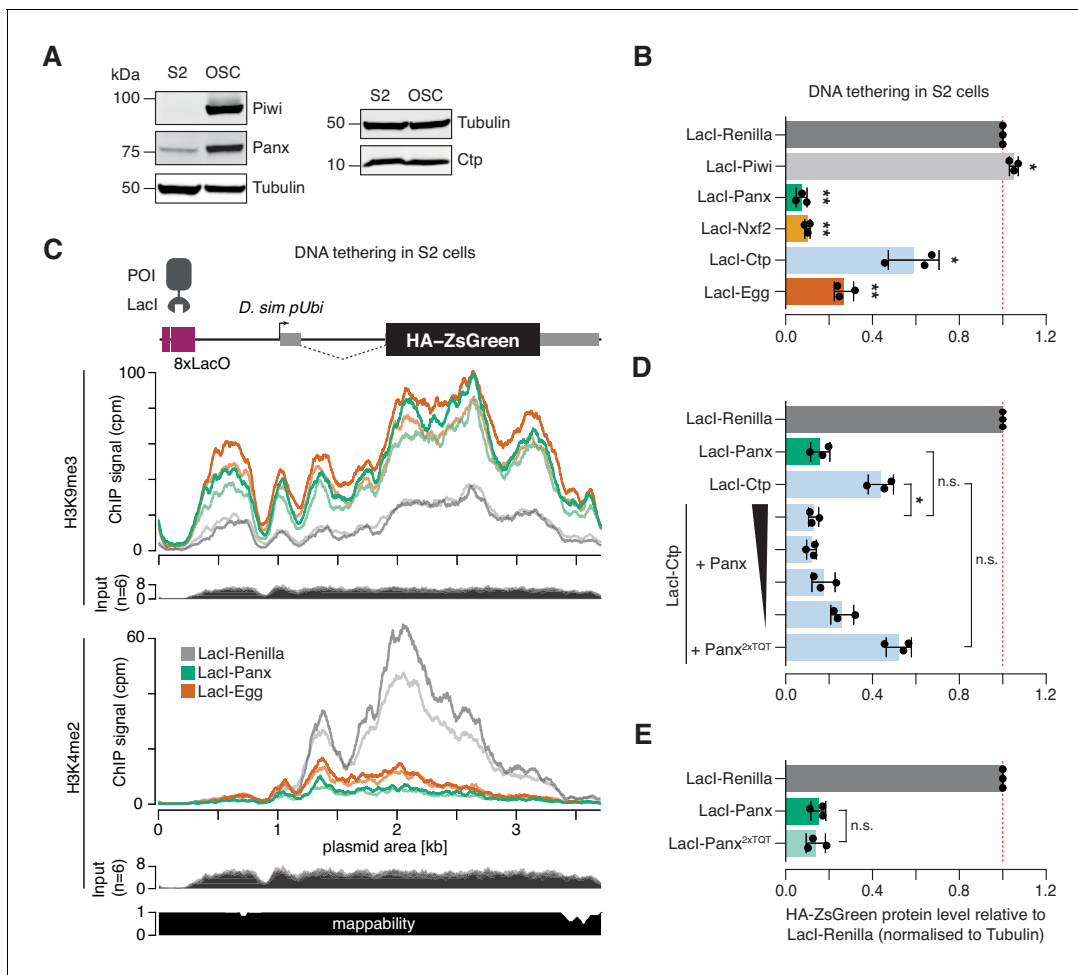 A
kDa
S2 OSC
100
Piwi
75
Panx
50
Tubulin
S2 OSC
50
Tubulin
10
Ctp
B
DNA tethering in S2 cells
LacI-Renilla
LacI-Piwi
*
LacI-Panx
**
LacI-Nxf2
**
LacI-Ctp
*
LacI-Egg
**
0.0 0.4 0.8 1.2
C
DNA tethering in S2 cells
POI
LacI
D. sim pUbi
HA–ZsGreen
8xLacO
H3K9me3
ChIP signal (cpm)
100
0
Input (n=6)
8
0
H3K4me2
ChIP signal (cpm)
60
0
LacI-Renilla
LacI-Panx
LacI-Egg
0 1 2 3
plasmid area [kb]
Input (n=6)
8
0
1
0
mappability
D
LacI-Renilla
LacI-Panx
LacI-Ctp
LacI-Ctp
+ Panx
+ Panx2xTQT
*
n.s.
n.s.
0.0 0.4 0.8 1.2
E
LacI-Renilla
LacI-Panx
LacI-Panx2xTQT
n.s.
0.0 0.4 0.8 1.2
HA-ZsGreen protein level relative to
LacI-Renilla (normalised to Tubulin)